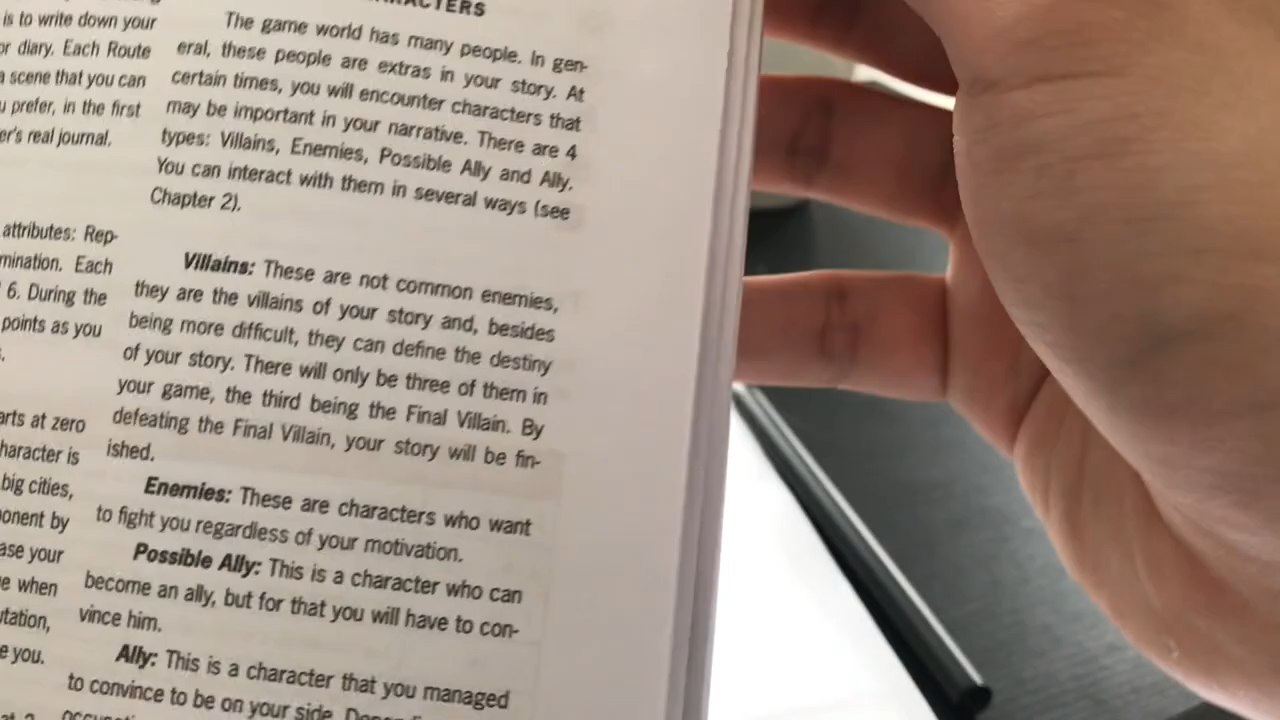 is to write down your
or diary. Each Route
a scene that you can
prefer, in the first
er's real journal.
attributes: Rep-
mination. Each
6. During the
points as you
arts at zero
haracter is
big cities,
onent by
ase your
when
utation,
e you.
RACTERS
The game world has many people. In gen-
eral, these people are extras in your story. At
certain times, you will encounter characters that
may be important in your narrative. There are 4
types: Villains, Enemies, Possible Ally and Ally.
You can interact with them in several ways (see
Chapter 2).
Villains: These are not common enemies,
they are the villains of your story and, besides
being more difficult, they can define the destiny
of your story. There will only be three of them in
your game, the third being the Final Villain. By
defeating the Final Villain, your story will be fin-
ished.
Enemies: These are characters who want
to fight you regardless of your motivation.
Possible Ally: This is a character who can
become an ally, but for that you will have to con-
vince him.
Ally: This is a character that you managed
to convince to be on your side.